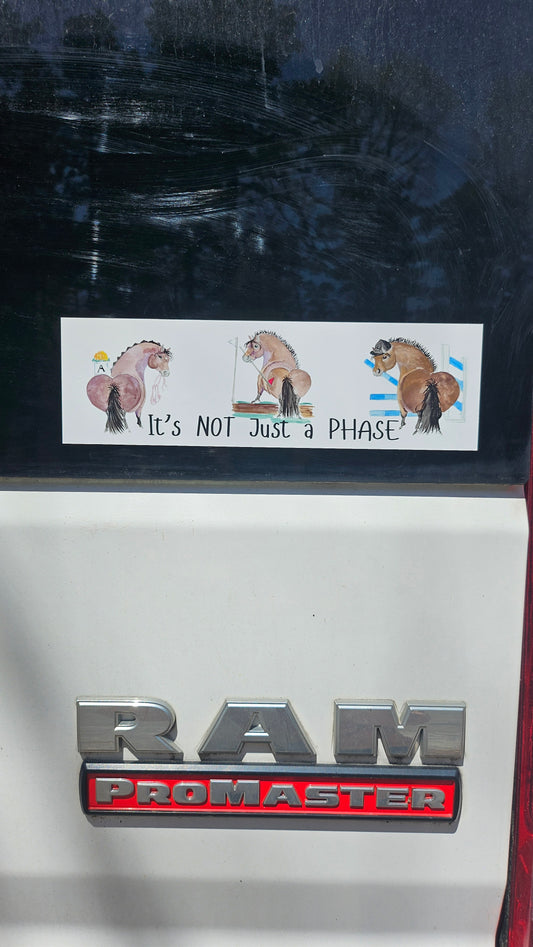 A
It's NOT Just a PHASE
RAM
PROMASTER